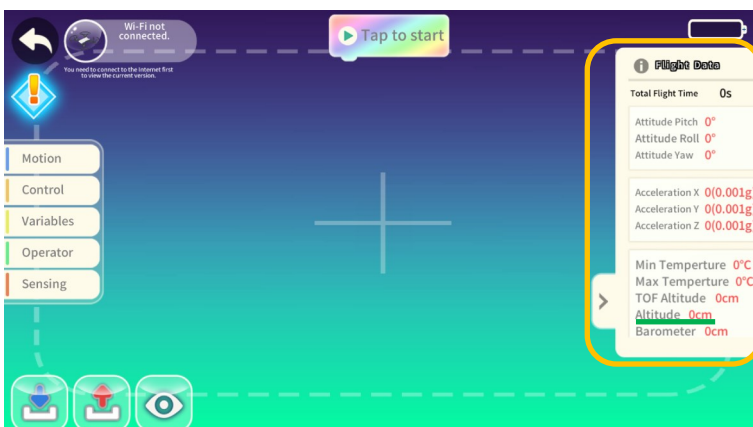 Wi-Fi not
connected.
You need to connect to the internet first
to view the current version.
Tap to start
Motion
Control
Variables
Operator
Sensing
Flight Data
Total Flight Time 0s
Attitude Pitch 0°
Attitude Roll 0°
Attitude Yaw 0°
Acceleration X 0(0.001g)
Acceleration Y 0(0.001g)
Acceleration Z 0(0.001g)
Min Temperture 0°C
Max Temperture 0°C
TOF Altitude 0cm
Altitude 0cm
Barometer 0cm